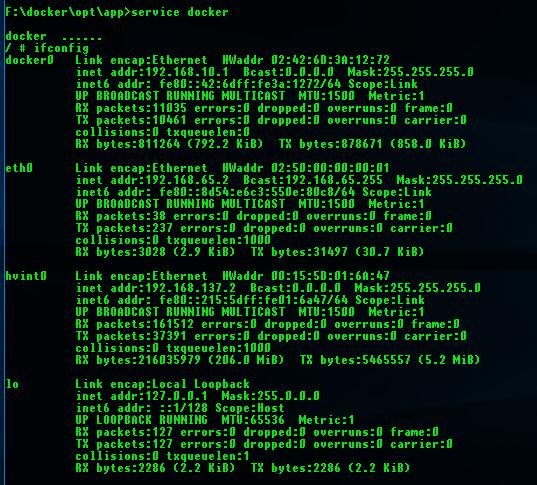 F:\docker\opt\app>service docker
docker ......
/ # ifconfig
docker0 Link encap:Ethernet HWaddr 02:42:6D:3A:12:72
inet addr:192.168.10.1 Bcast:0.0.0.0 Mask:255.255.255.0
inet6 addr: fe80::42:6dff:fe3a:1272/64 Scope:Link
UP BROADCAST RUNNING MULTICAST MTU:1500 Metric:1
RX packets:11035 errors:0 dropped:0 overruns:0 frame:0
TX packets:10461 errors:0 dropped:0 overruns:0 carrier:0
collisions:0 txqueuelen:0
RX bytes:811264 (792.2 KiB) TX bytes:878671 (858.0 KiB)
eth0 Link encap:Ethernet HWaddr 02:50:00:00:00:01
inet addr:192.168.65.2 Bcast:192.168.65.255 Mask:255.255.255.0
inet6 addr: fe80::8d54:e6c3:550e:80c8/64 Scope:Link
UP BROADCAST RUNNING MULTICAST MTU:1500 Metric:1
RX packets:38 errors:0 dropped:0 overruns:0 frame:0
TX packets:237 errors:0 dropped:0 overruns:0 carrier:0
collisions:0 txqueuelen:1000
RX bytes:3028 (2.9 KiB) TX bytes:31497 (30.7 KiB)
hvint0 Link encap:Ethernet HWaddr 00:15:5D:01:6A:47
inet addr:192.168.137.2 Bcast:0.0.0.0 Mask:255.255.255.0
inet6 addr: fe80::215:5dff:fe01:6a47/64 Scope:Link
UP BROADCAST RUNNING MULTICAST MTU:1500 Metric:1
RX packets:161512 errors:0 dropped:0 overruns:0 frame:0
TX packets:37391 errors:0 dropped:0 overruns:0 carrier:0
collisions:0 txqueuelen:1000
RX bytes:216035979 (206.0 MiB) TX bytes:5465557 (5.2 MiB)
lo Link encap:Local Loopback
inet addr:127.0.0.1 Mask:255.0.0.0
inet6 addr: ::1/128 Scope:Host
UP LOOPBACK RUNNING MTU:65536 Metric:1
RX packets:127 errors:0 dropped:0 overruns:0 frame:0
TX packets:127 errors:0 dropped:0 overruns:0 carrier:0
collisions:0 txqueuelen:1
RX bytes:2286 (2.2 KiB) TX bytes:2286 (2.2 KiB)